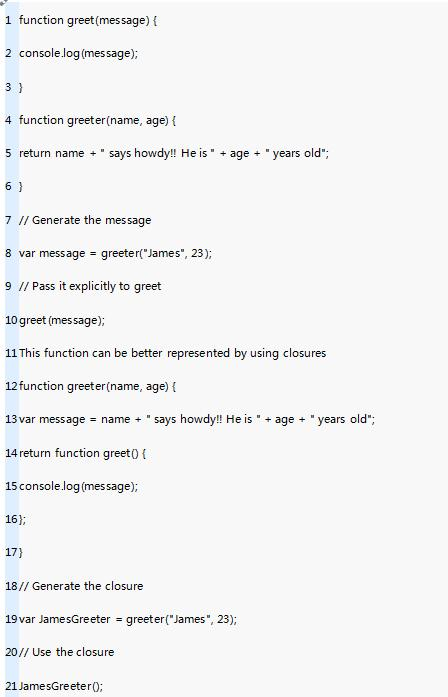 1 function greet(message) {
2 console.log(message);
3 }
4 function greeter(name, age) {
5 return name + " says howdy!! He is " + age + " years old";
6 }
7 // Generate the message
8 var message = greeter("James", 23);
9 // Pass it explicitly to greet
10 greet(message);
11 This function can be better represented by using closures
12 function greeter(name, age) {
13 var message = name + " says howdy!! He is " + age + " years old";
14 return function greet() {
15 console.log(message);
16 };
17 }
18 // Generate the closure
19 var JamesGreeter = greeter("James", 23);
20 // Use the closure
21 JamesGreeter();